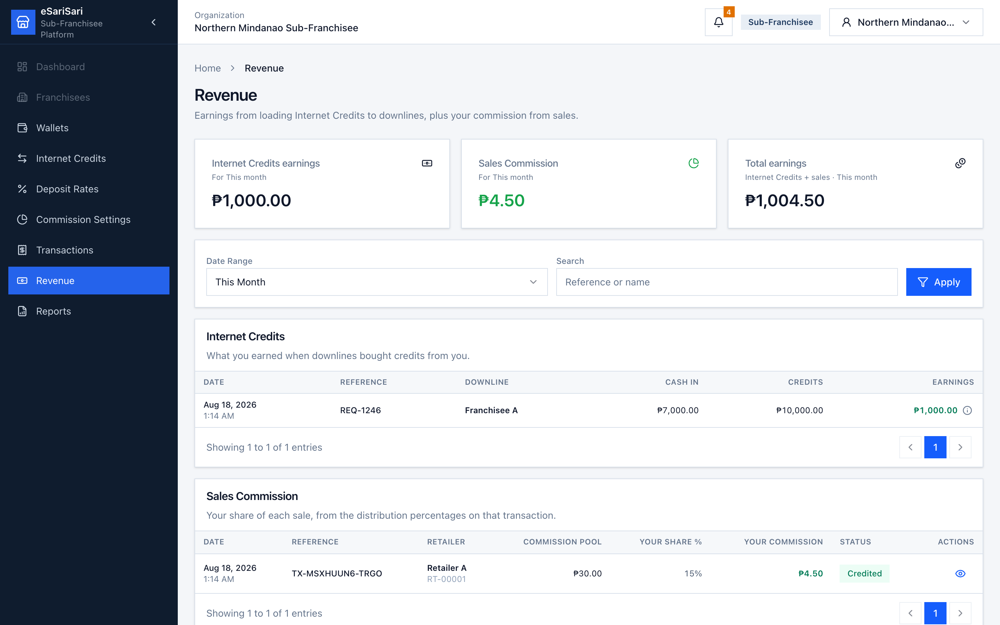 eSariSari
Sub-Franchisee
Platform
Dashboard
Franchisees
Wallets
Internet Credits
Deposit Rates
Commission Settings
Transactions
Revenue
Reports
Organization
Northern Mindanao Sub-Franchisee
4
Sub-Franchisee
Northern Mindanao...
Home
Revenue
Revenue
Earnings from loading Internet Credits to downlines, plus your commission from sales.
Internet Credits earnings
For This month
₱1,000.00
Sales Commission
For This month
₱4.50
Total earnings
Internet Credits + sales · This month
₱1,004.50
Date Range
This Month
Search
Reference or name
Apply
Internet Credits
What you earned when downlines bought credits from you.
DATE REFERENCE DOWNLINE CASH IN CREDITS EARNINGS
Aug 18, 2026
1:14 AM
REQ-1246
Franchisee A
₱7,000.00
₱10,000.00
₱1,000.00
Showing 1 to 1 of 1 entries
1
Sales Commission
Your share of each sale, from the distribution percentages on that transaction.
DATE REFERENCE RETAILER COMMISSION POOL YOUR SHARE % YOUR COMMISSION STATUS ACTIONS
Aug 18, 2026
1:14 AM
TX-MSXHUUN6-TRGO
Retailer A
RT-00001
₱30.00
15%
₱4.50
Credited
Showing 1 to 1 of 1 entries
1